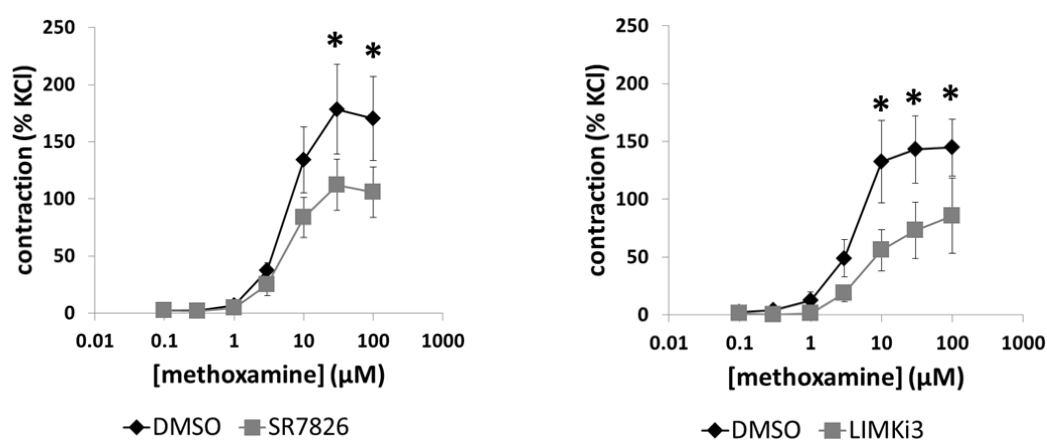 250
200
150
100
50
0
contraction (% KCl)
* *
0.01 0.1 1 10 100 1000
[methoxamine] (µM)
DMSO SR7826
250
200
150
100
50
0
contraction (% KCl)
* * *
0.01 0.1 1 10 100 1000
[methoxamine] (µM)
DMSO LIMKi3